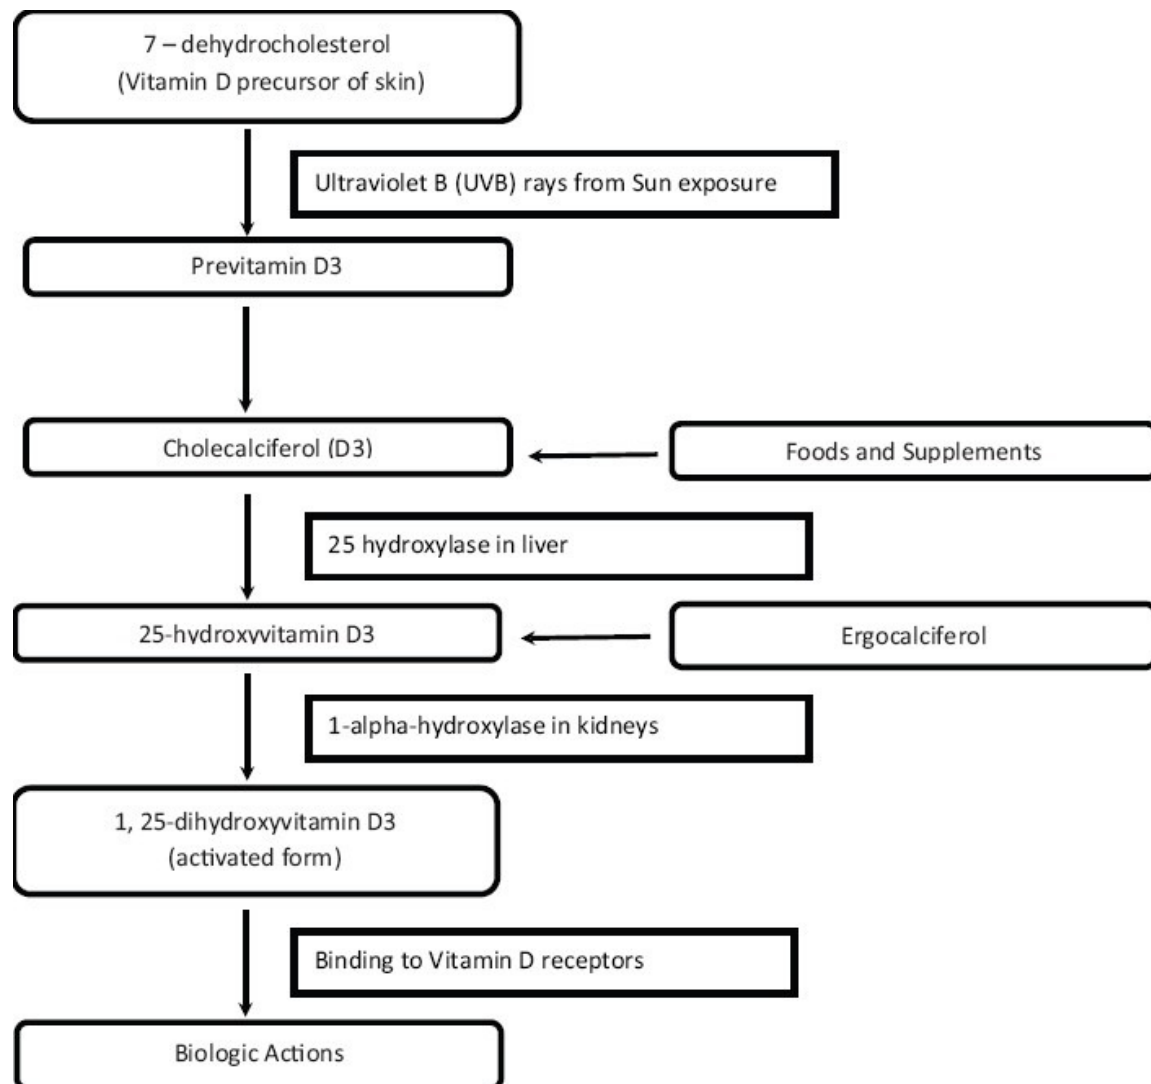 7 – dehydrocholesterol
(Vitamin D precursor of skin)
Ultraviolet B (UVB) rays from Sun exposure
Previtamin D3
Cholecalciferol (D3)
Foods and Supplements
25 hydroxylase in liver
25-hydroxyvitamin D3
Ergocalciferol
1-alpha-hydroxylase in kidneys
1, 25-dihydroxyvitamin D3
(activated form)
Binding to Vitamin D receptors
Biologic Actions